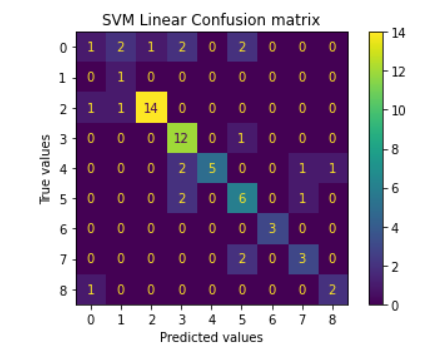 SVM Linear Confusion matrix
0 1 2 1 2 0 2 0 0 0
1 0 1 0 0 0 0 0 0 0
2 1 1 14 0 0 0 0 0 0
3 0 0 0 12 0 1 0 0 0
4 0 0 0 2 5 0 0 1 1
5 0 0 0 2 0 6 0 1 0
6 0 0 0 0 0 0 3 0 0
7 0 0 0 0 0 2 0 3 0
8 1 0 0 0 0 0 0 0 2
0 1 2 3 4 5 6 7 8
Predicted values
True values
14
12
10
8
6
4
2
0